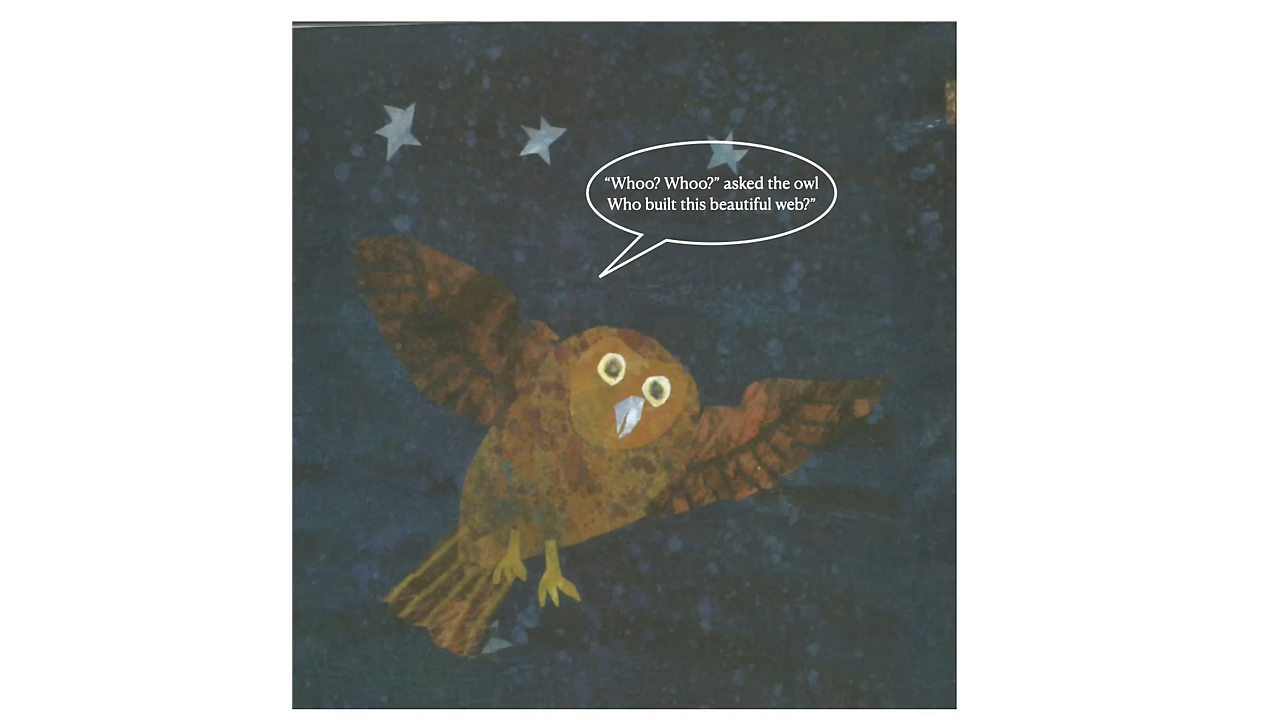 “Whoo? Whoo?” asked the owl
Who built this beautiful web?”